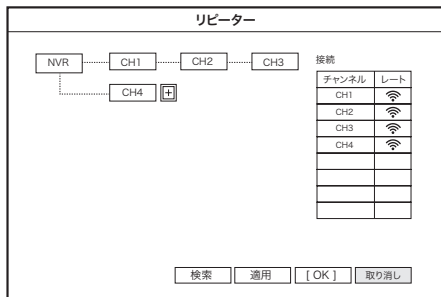 リピーター
NVR CH1 CH2 CH3
CH4 +
接続
チャンネル レート
CH1
CH2
CH3
CH4
検索 適用 [ OK ] 取り消し